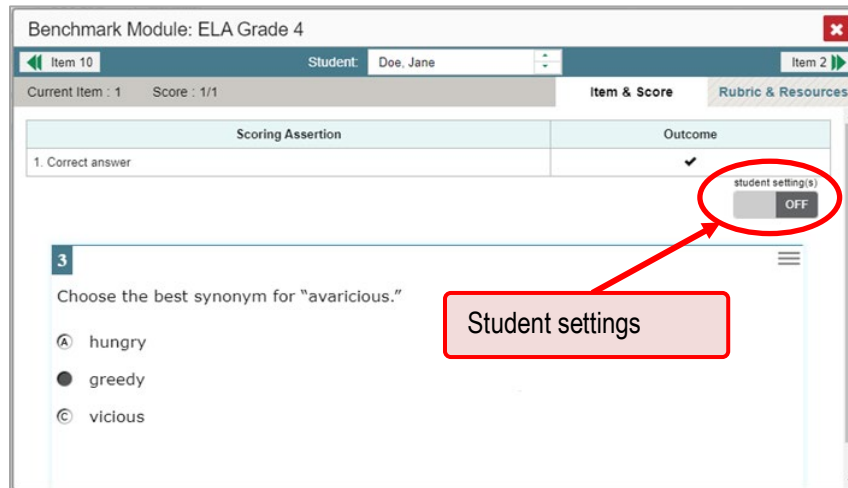 Benchmark Module: ELA Grade 4
Item 10 Student: Doe, Jane Item 2
Current Item : 1 Score : 1/1 Item & Score Rubric & Resources
Scoring Assertion Outcome
1. Correct answer ✔
student setting(s)
OFF
3
Choose the best synonym for "avaricious."
Student settings
A hungry
greedy
C vicious